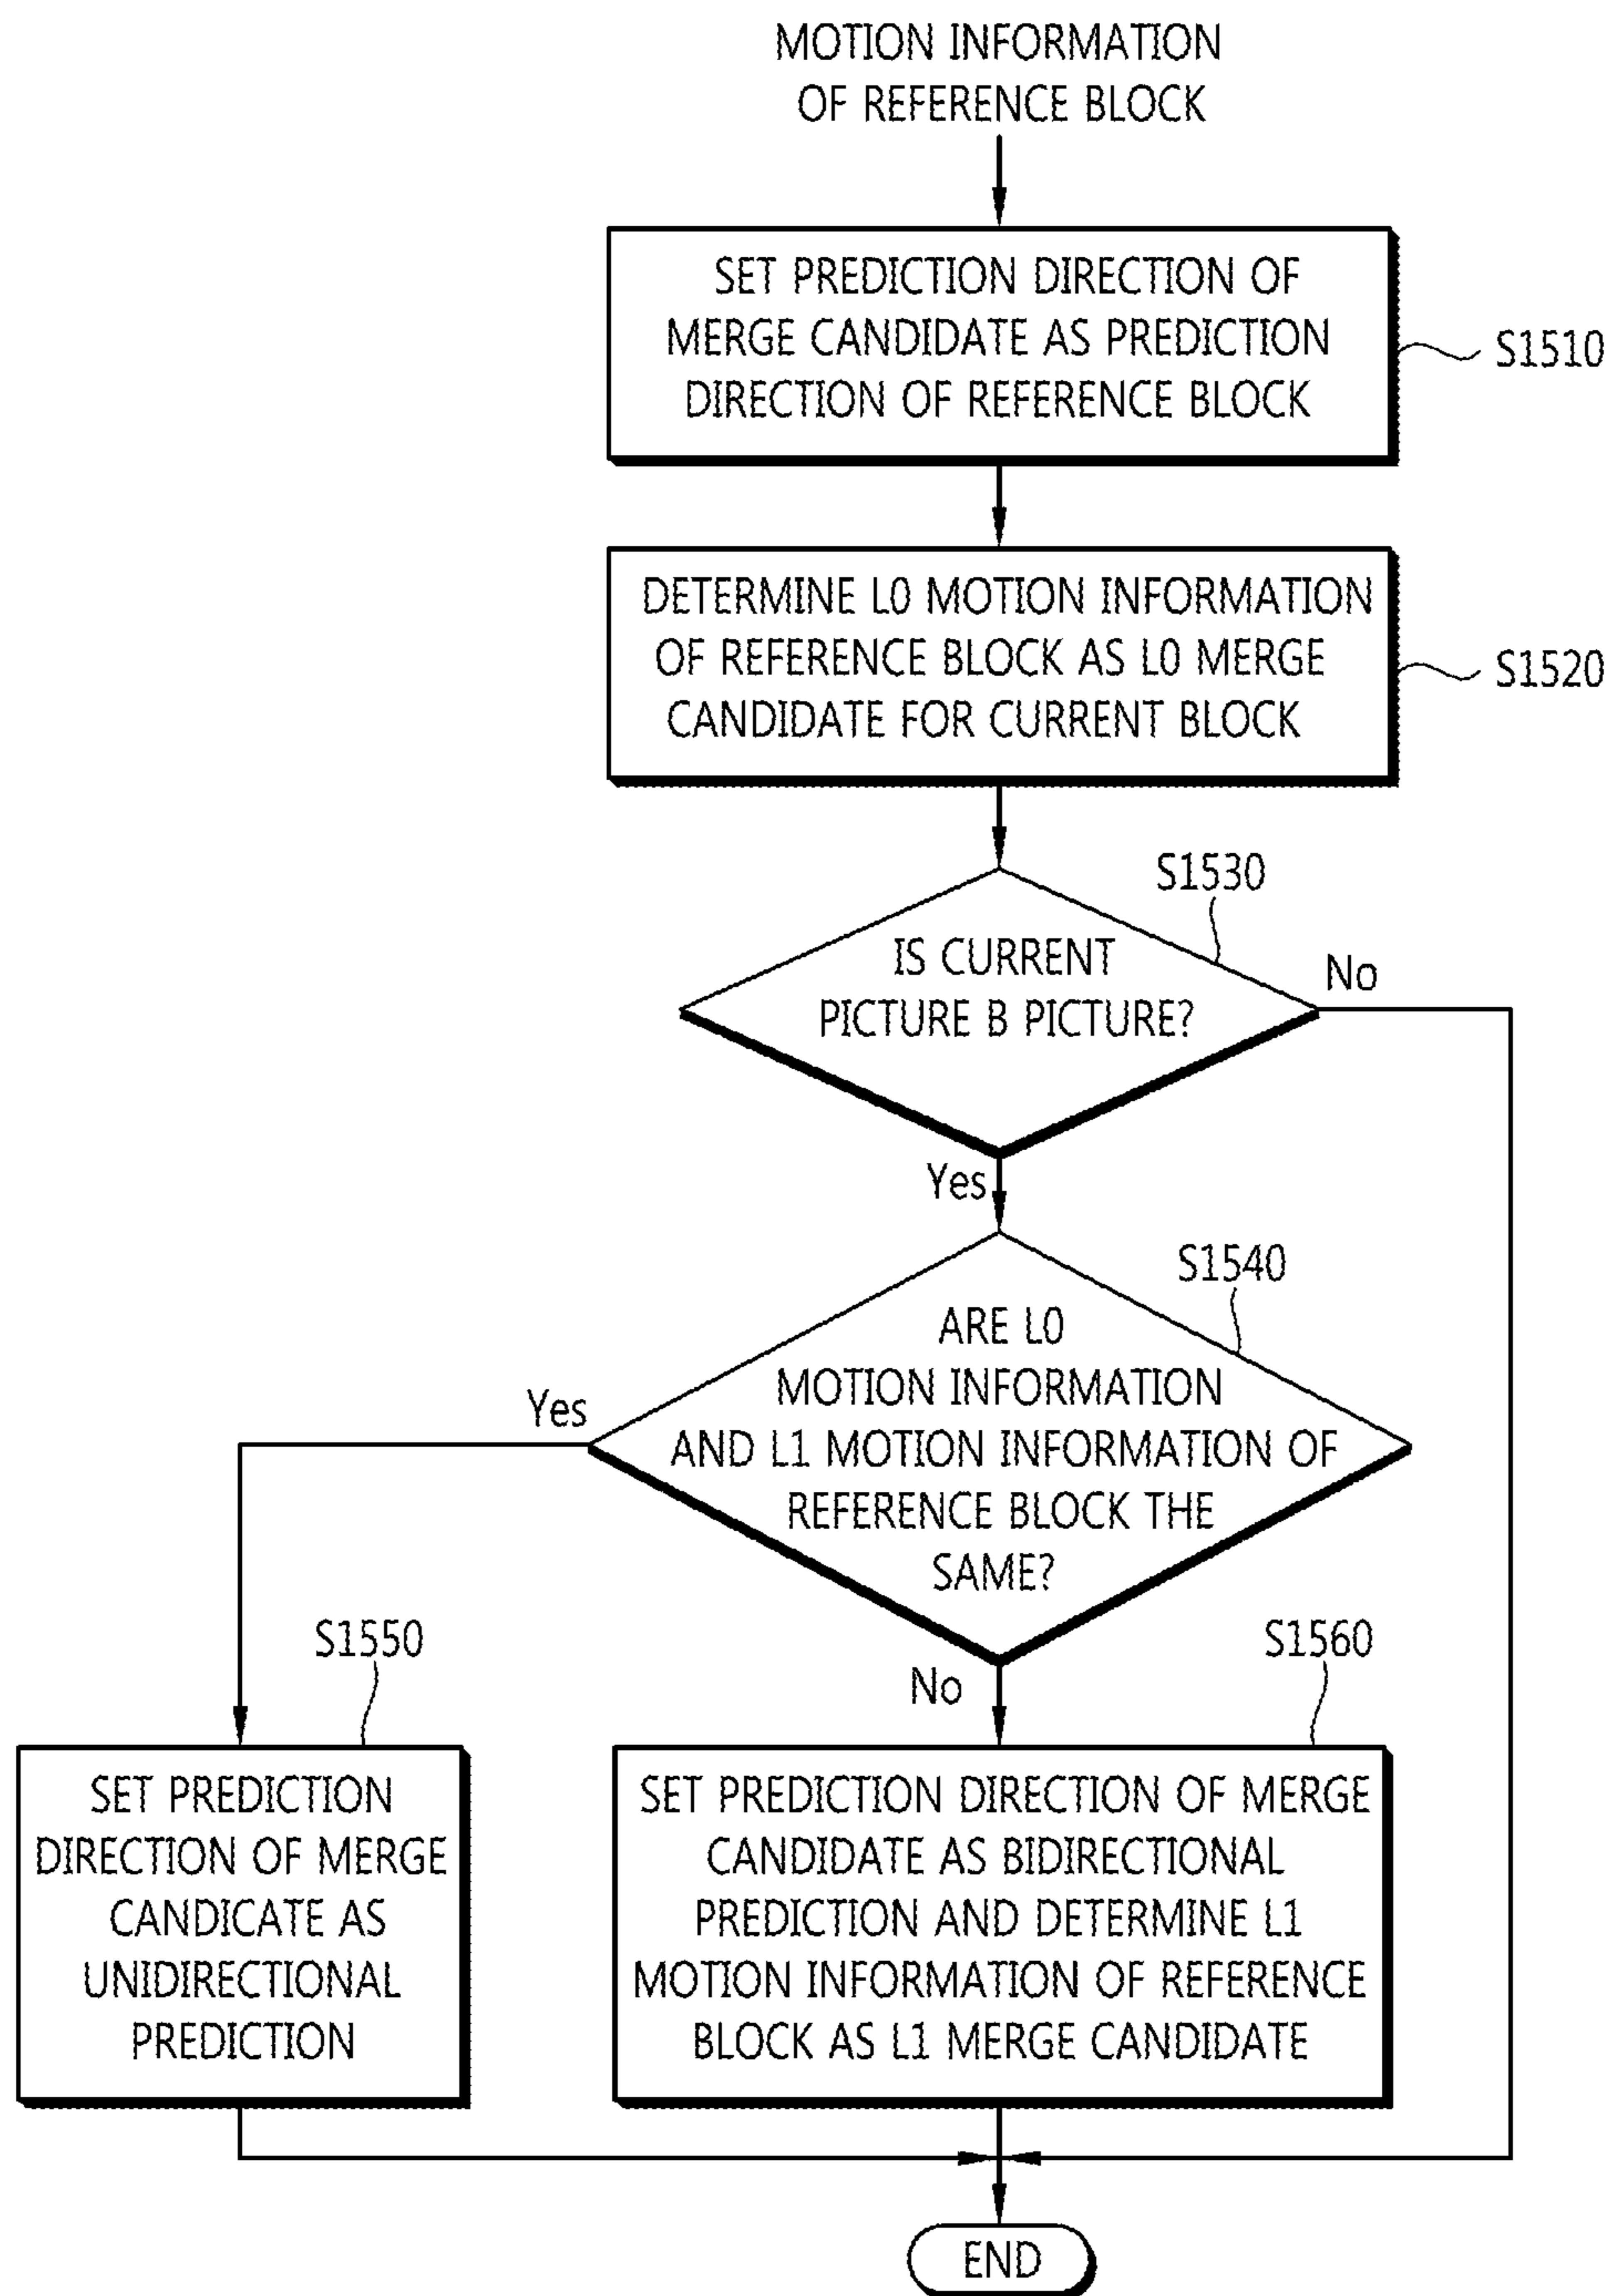 MOTION INFORMATION
OF REFERENCE BLOCK
SET PREDICTION DIRECTION OF
MERGE CANDIDATE AS PREDICTION
DIRECTION OF REFERENCE BLOCK
S1510
DETERMINE L0 MOTION INFORMATION
OF REFERENCE BLOCK AS L0 MERGE
CANDIDATE FOR CURRENT BLOCK
S1520
S1530
IS CURRENT
PICTURE B PICTURE?
No
Yes
S1540
ARE L0
MOTION INFORMATION
AND L1 MOTION INFORMATION OF
REFERENCE BLOCK THE
SAME?
Yes
No
S1550
SET PREDICTION
DIRECTION OF MERGE
CANDICATE AS
UNIDIRECTIONAL
PREDICTION
S1560
SET PREDICTION DIRECTION OF MERGE
CANDIDATE AS BIDIRECTIONAL
PREDICTION AND DETERMINE L1
MOTION INFORMATION OF REFERENCE
BLOCK AS L1 MERGE CANDIDATE
END